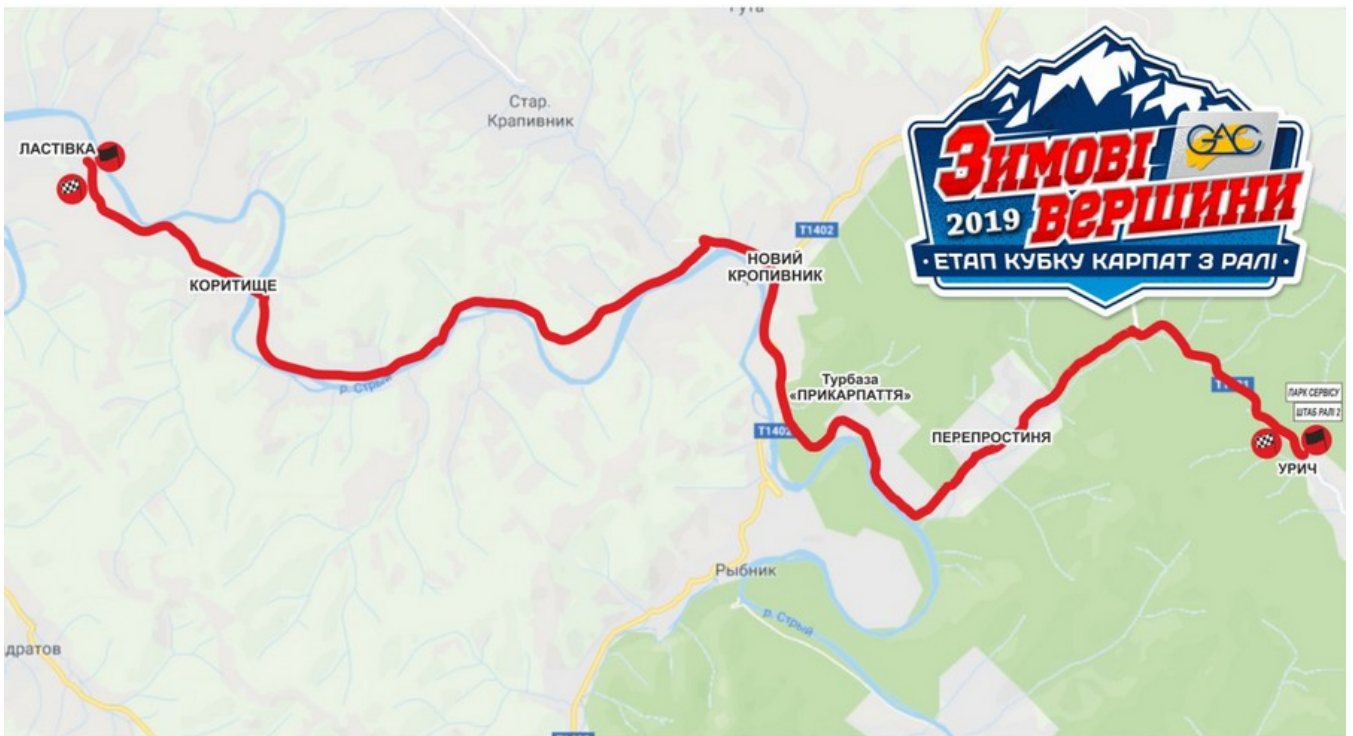 Гута
Стар.
Крапивник
ЛАСТІВКА
КОРИТИЩЕ
НОВИЙ
КРОПИВНИК
T1402
ЗИМОВІ
GAC
2019 ВЕРШИНИ
· ЕТАП КУБКУ КАРПАТ З РАЛІ ·
р. Стрый
Турбаза
«ПРИКАРПАТТЯ»
T1402
ПЕРЕПРОСТИНЯ
ПАРК СЕРВІСУ
ШТАБ РАЛІ 2
УРИЧ
Рыбник
р. Стрый
дратов